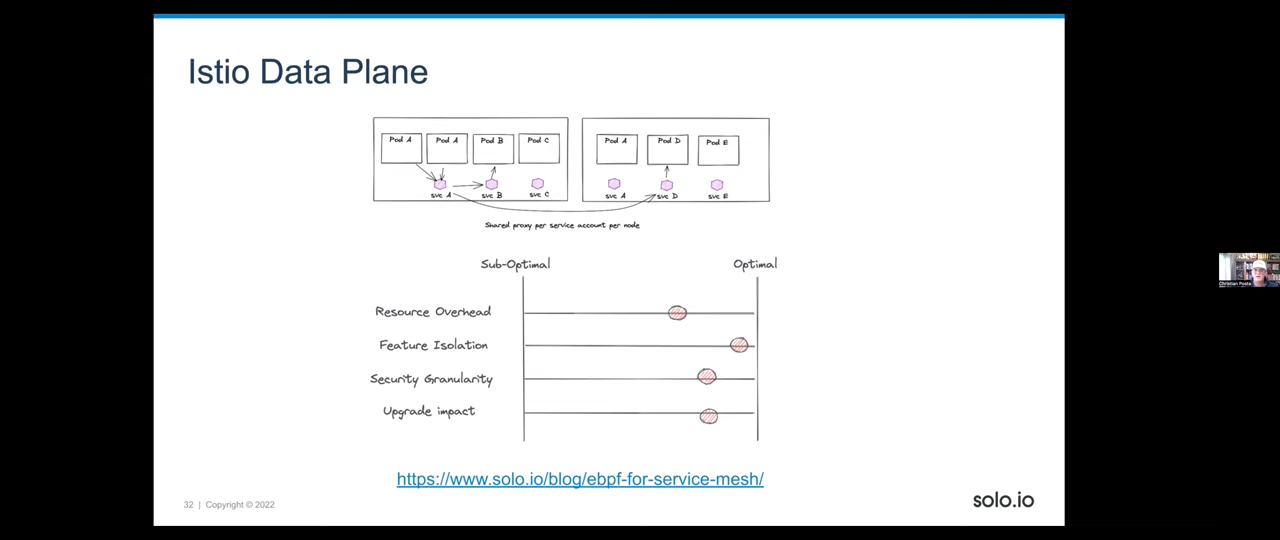 Istio Data Plane
Pod A Pod A Pod B Pod C
Pod A Pod D Pod E
svc A svc B svc C
svc A svc D svc E
Shared proxy per service account per node
Sub-Optimal Optimal
Resource Overhead
Feature Isolation
Security Granularity
Upgrade impact
https://www.solo.io/blog/ebpf-for-service-mesh/
32 | Copyright © 2022
solo.io
Christian Posta